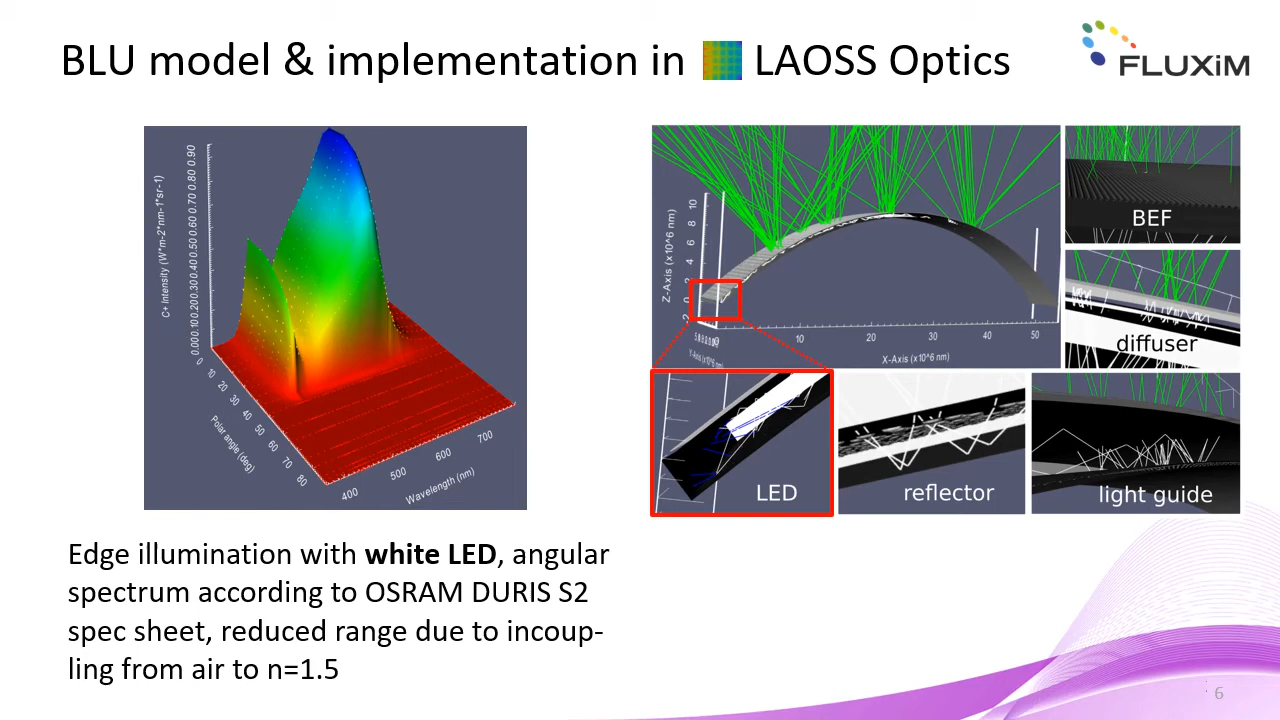 BLU model & implementation in LAOSS Optics
FLUXiM
C+ Intensity (W*m-2*nm-1*sr-1)
0.90
0.80
0.70
0.60
0.50
0.40
0.30
0.20
0.10
0.00
0
10
20
30
40
50
60
70
80
Polar angle (deg)
400
500
600
700
Wavelength (nm)
Z-Axis (x10^6 nm)
10
8
6
4
2
0
-2
10
20
30
40
50
X-Axis (x10^6 nm)
BEF
diffuser
LED
reflector
light guide
Edge illumination with white LED, angular
spectrum according to OSRAM DURIS S2
spec sheet, reduced range due to incoup-
ling from air to n=1.5
6